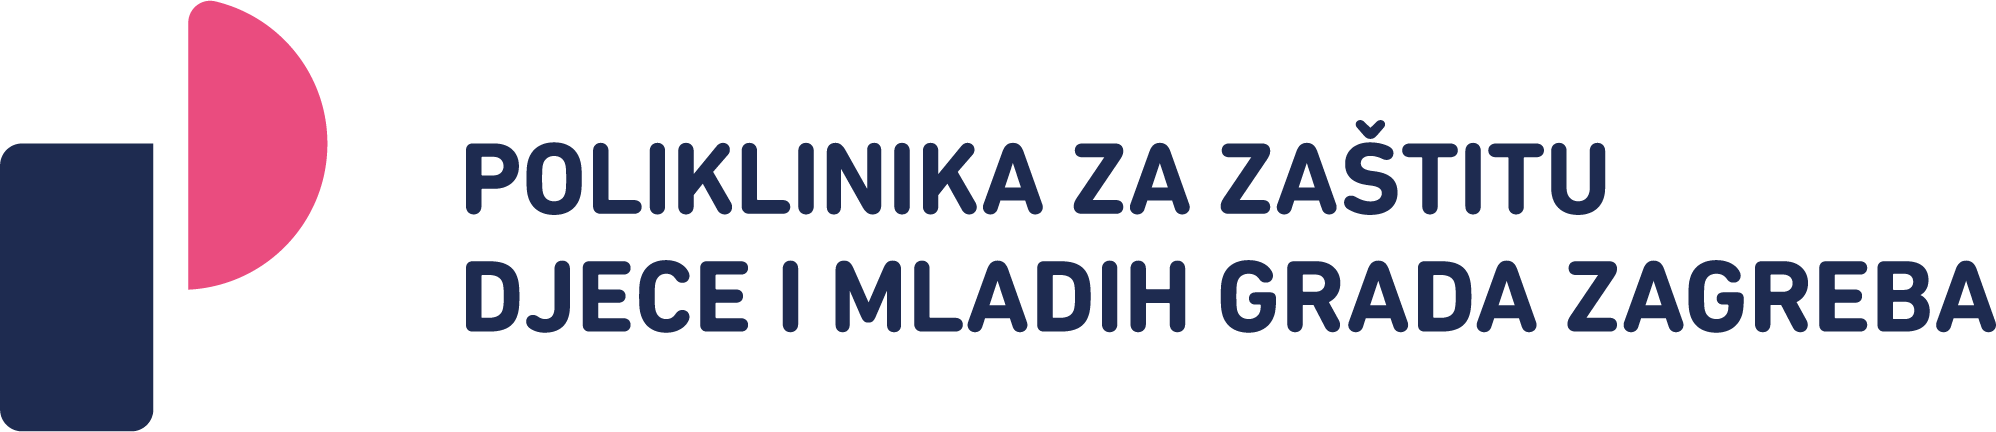 POLIKLINIKA ZA ZAŠTITU
DJECE I MLADIH GRADA ZAGREBA